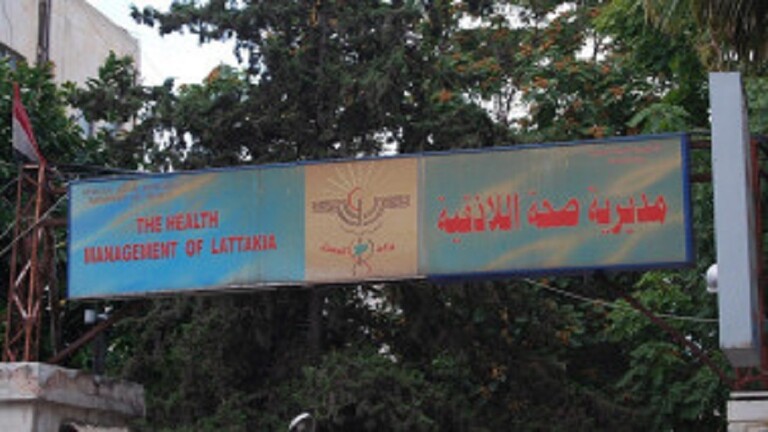 THE HEALTH
MANAGEMENT OF LATTAKIA
مديرية صحة اللاذقية